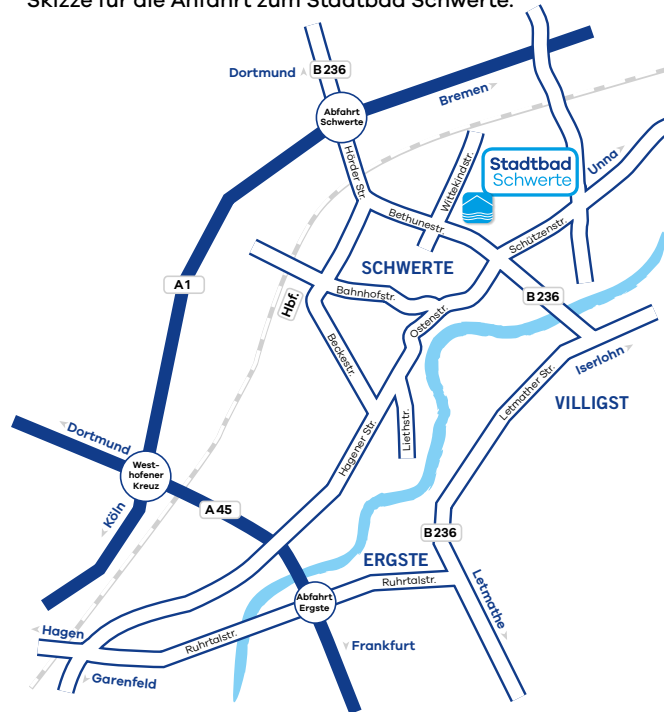 Skizze für die Anfahrt zum Stadtbad Schwerte.
Dortmund
B 236
Bremen
Abfahrt
Schwerte
Hörder Str.
Wittekindstr.
Stadtbad
Schwerte
Unna
Bethunestr.
Schützenstr.
SCHWERTE
A 1
Hbf.
Bahnhofstr.
B 236
Ostenstr.
Beckestr.
Iserlohn
Letmather Str.
VILLIGST
Liethstr.
Hagener Str.
Dortmund
West-
hofener
Kreuz
Köln
A 45
B 236
ERGSTE
Ruhrtalstr.
Letmathe
Abfahrt
Ergste
Hagen
Ruhrtalstr.
Frankfurt
Garenfeld